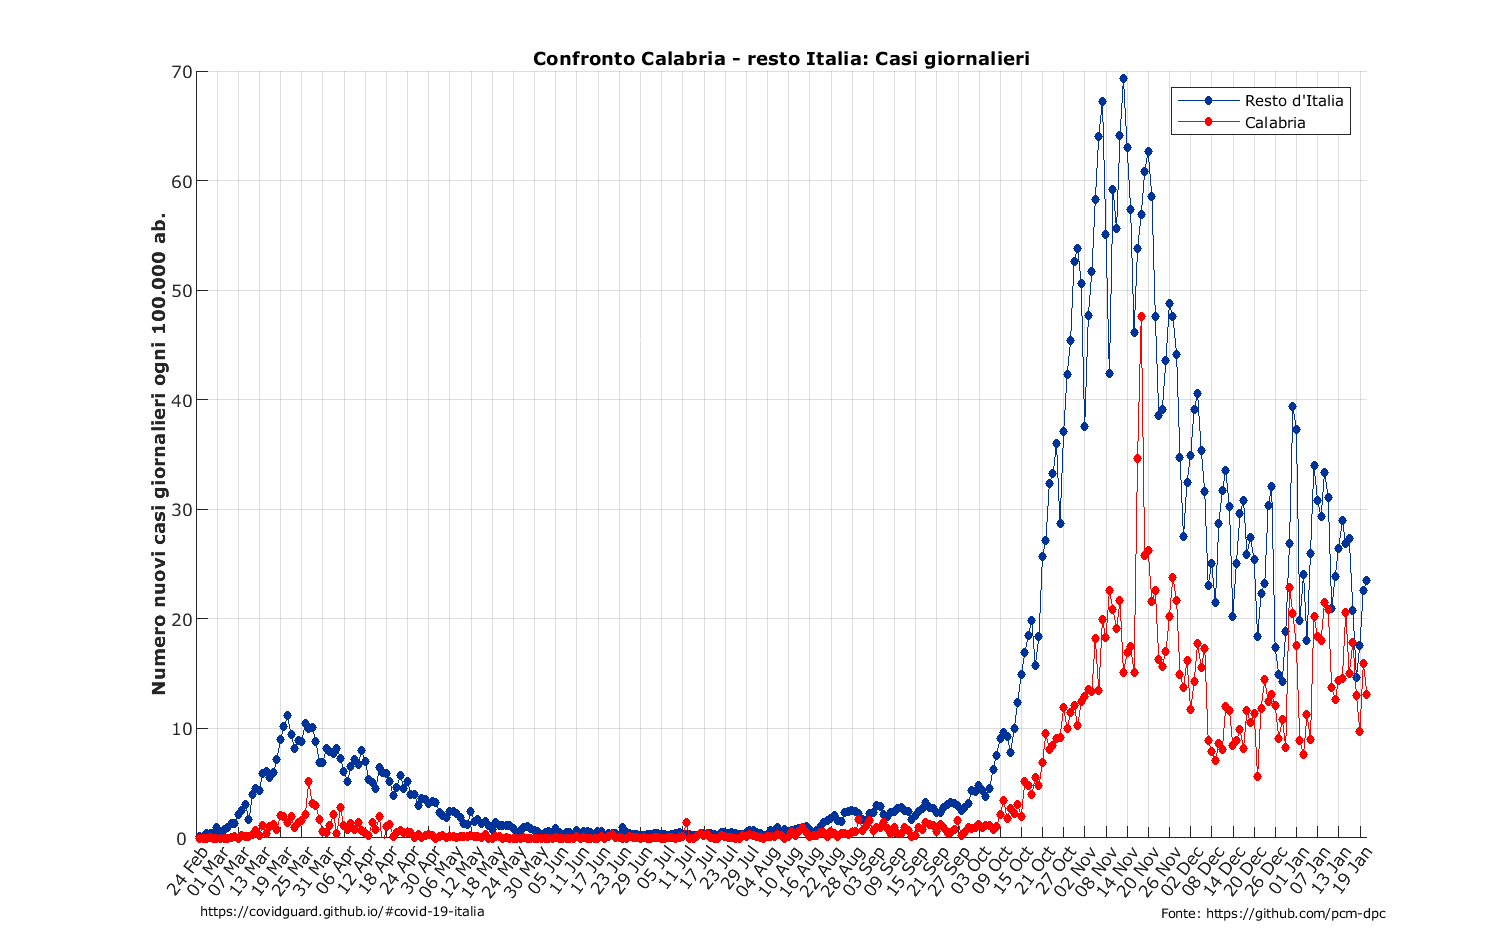 Confronto Calabria - resto Italia: Casi giornalieri
Numero nuovi casi giornalieri ogni 100.000 ab.
70
60
50
40
30
20
10
0
Resto d'Italia
Calabria
24 Feb
01 Mar
07 Mar
13 Mar
19 Mar
25 Mar
31 Mar
06 Apr
12 Apr
18 Apr
24 Apr
30 Apr
06 May
12 May
18 May
24 May
30 May
05 Jun
11 Jun
17 Jun
23 Jun
29 Jun
05 Jul
11 Jul
17 Jul
23 Jul
29 Jul
04 Aug
10 Aug
16 Aug
22 Aug
28 Aug
03 Sep
09 Sep
15 Sep
21 Sep
27 Sep
03 Oct
09 Oct
15 Oct
21 Oct
27 Oct
02 Nov
08 Nov
14 Nov
20 Nov
26 Nov
02 Dec
08 Dec
14 Dec
20 Dec
26 Dec
01 Jan
07 Jan
13 Jan
19 Jan
https://covidguard.github.io/#covid-19-italia
Fonte: https://github.com/pcm-dpc